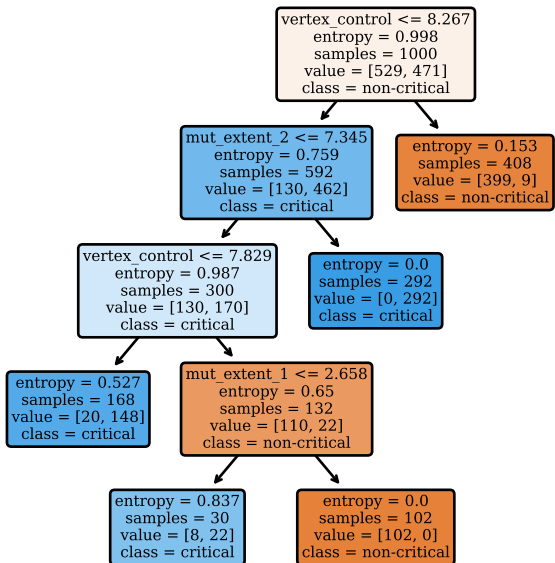 vertex_control <= 8.267
entropy = 0.998
samples = 1000
value = [529, 471]
class = non-critical
mut_extent_2 <= 7.345
entropy = 0.759
samples = 592
value = [130, 462]
class = critical
entropy = 0.153
samples = 408
value = [399, 9]
class = non-critical
vertex_control <= 7.829
entropy = 0.987
samples = 300
value = [130, 170]
class = critical
entropy = 0.0
samples = 292
value = [0, 292]
class = critical
entropy = 0.527
samples = 168
value = [20, 148]
class = critical
mut_extent_1 <= 2.658
entropy = 0.65
samples = 132
value = [110, 22]
class = non-critical
entropy = 0.837
samples = 30
value = [8, 22]
class = critical
entropy = 0.0
samples = 102
value = [102, 0]
class = non-critical